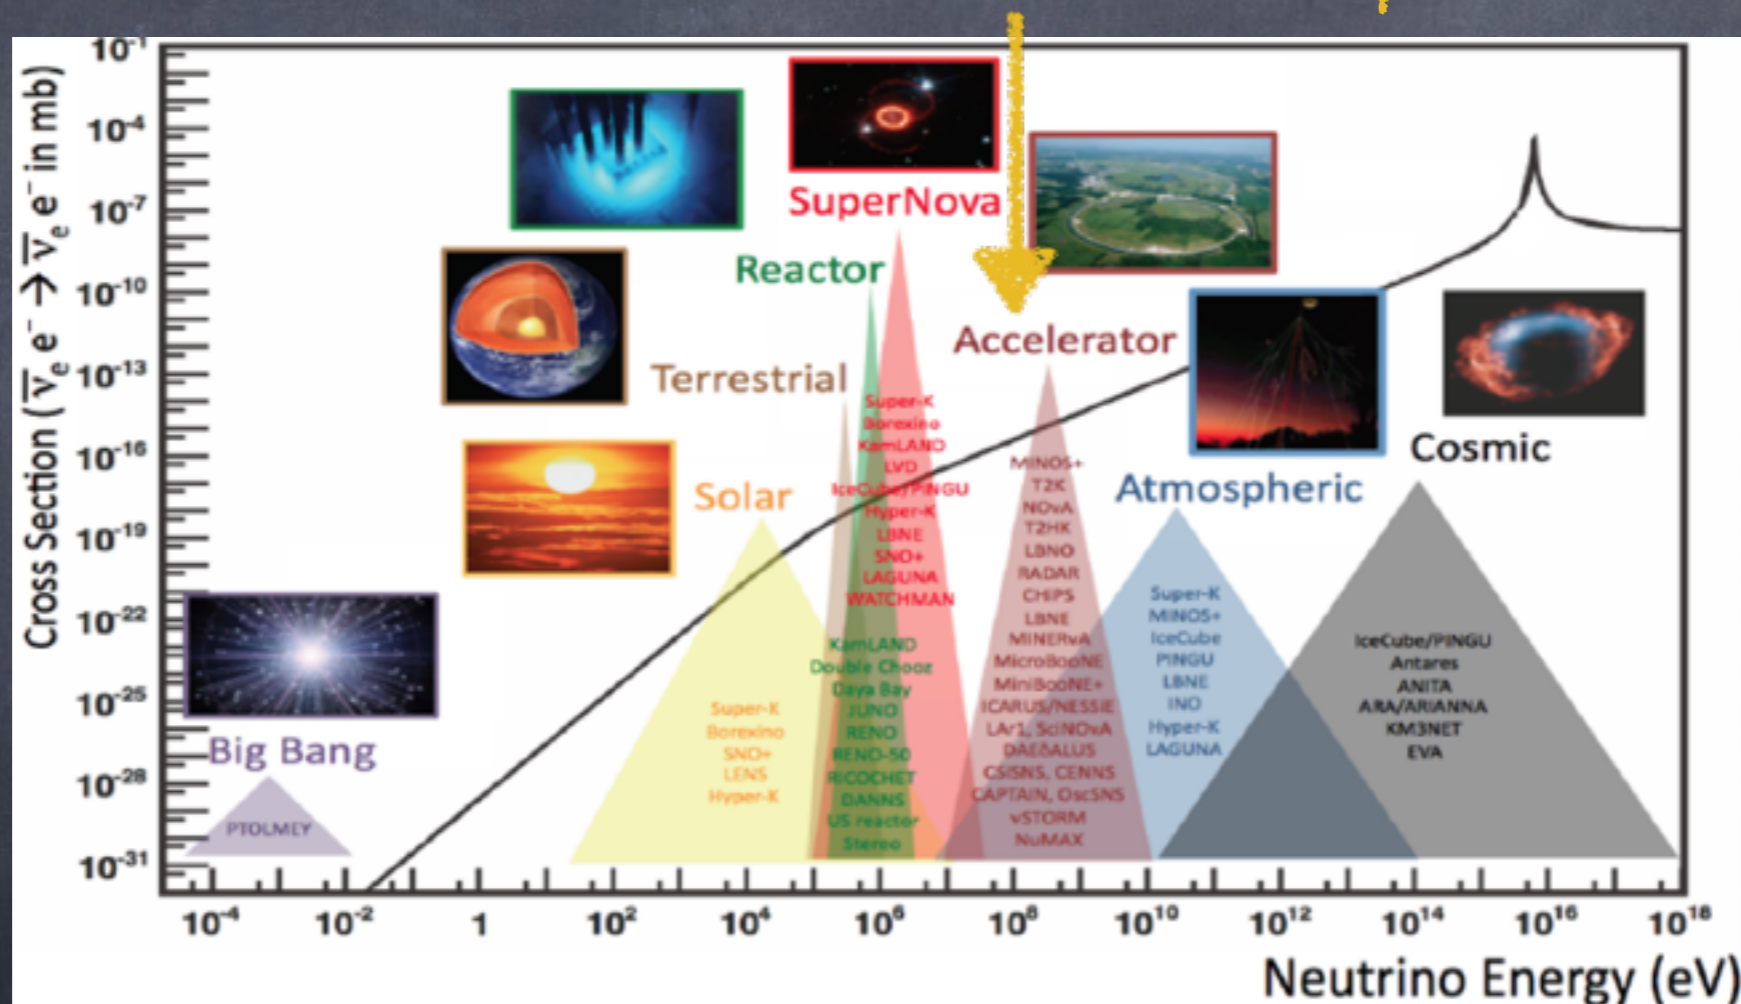 Cross Section (ν̅ₑ e⁻ → ν̅ₑ e⁻ in mb)
10⁻¹
10⁻⁴
10⁻⁷
10⁻¹⁰
10⁻¹³
10⁻¹⁶
10⁻¹⁹
10⁻²²
10⁻²⁵
10⁻²⁸
10⁻³¹
Big Bang
PTOLMEY
Solar
Super-K
Borexino
SNO+
LENS
Hyper-K
Terrestrial
Reactor
KamLAND
Double Chooz
Daya Bay
JUNO
RENO
RENO-50
RICOCHET
DANNS
US reactor
Stereo
SuperNova
Super-K
Borexino
KamLAND
LVD
IceCube/PINGU
Hyper-K
LBNE
SNO+
LAGUNA
WATCHMAN
Accelerator
MINOS+
T2K
NOvA
T2HK
LBNO
RADAR
CHIPS
LBNE
MINERvA
MicroBooNE
MiniBooNE+
ICARUS/NESSiE
LAr1, SciNOvA
DAEδALUS
CSISNS, CENNS
CAPTAIN, OscSNS
νSTORM
NuMAX
Atmospheric
Super-K
MINOS+
IceCube
PINGU
LBNE
INO
Hyper-K
LAGUNA
Cosmic
IceCube/PINGU
Antares
ANITA
ARA/ARIANNA
KM3NET
EVA
10⁻⁴ 10⁻² 1 10² 10⁴ 10⁶ 10⁸ 10¹⁰ 10¹² 10¹⁴ 10¹⁶ 10¹⁸
Neutrino Energy (eV)